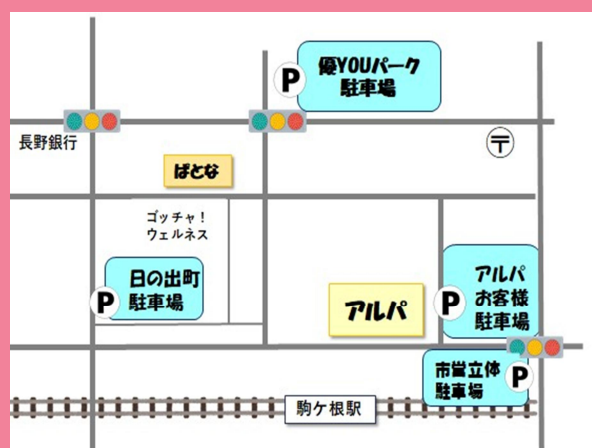 P
優YOUパーク
駐車場
長野銀行
〒
ぱとな
ゴッチャ！
ウェルネス
P
日の出町
駐車場
アルパ
P
アルパ
お客様
駐車場
市営立体
駐車場
P
駒ケ根駅